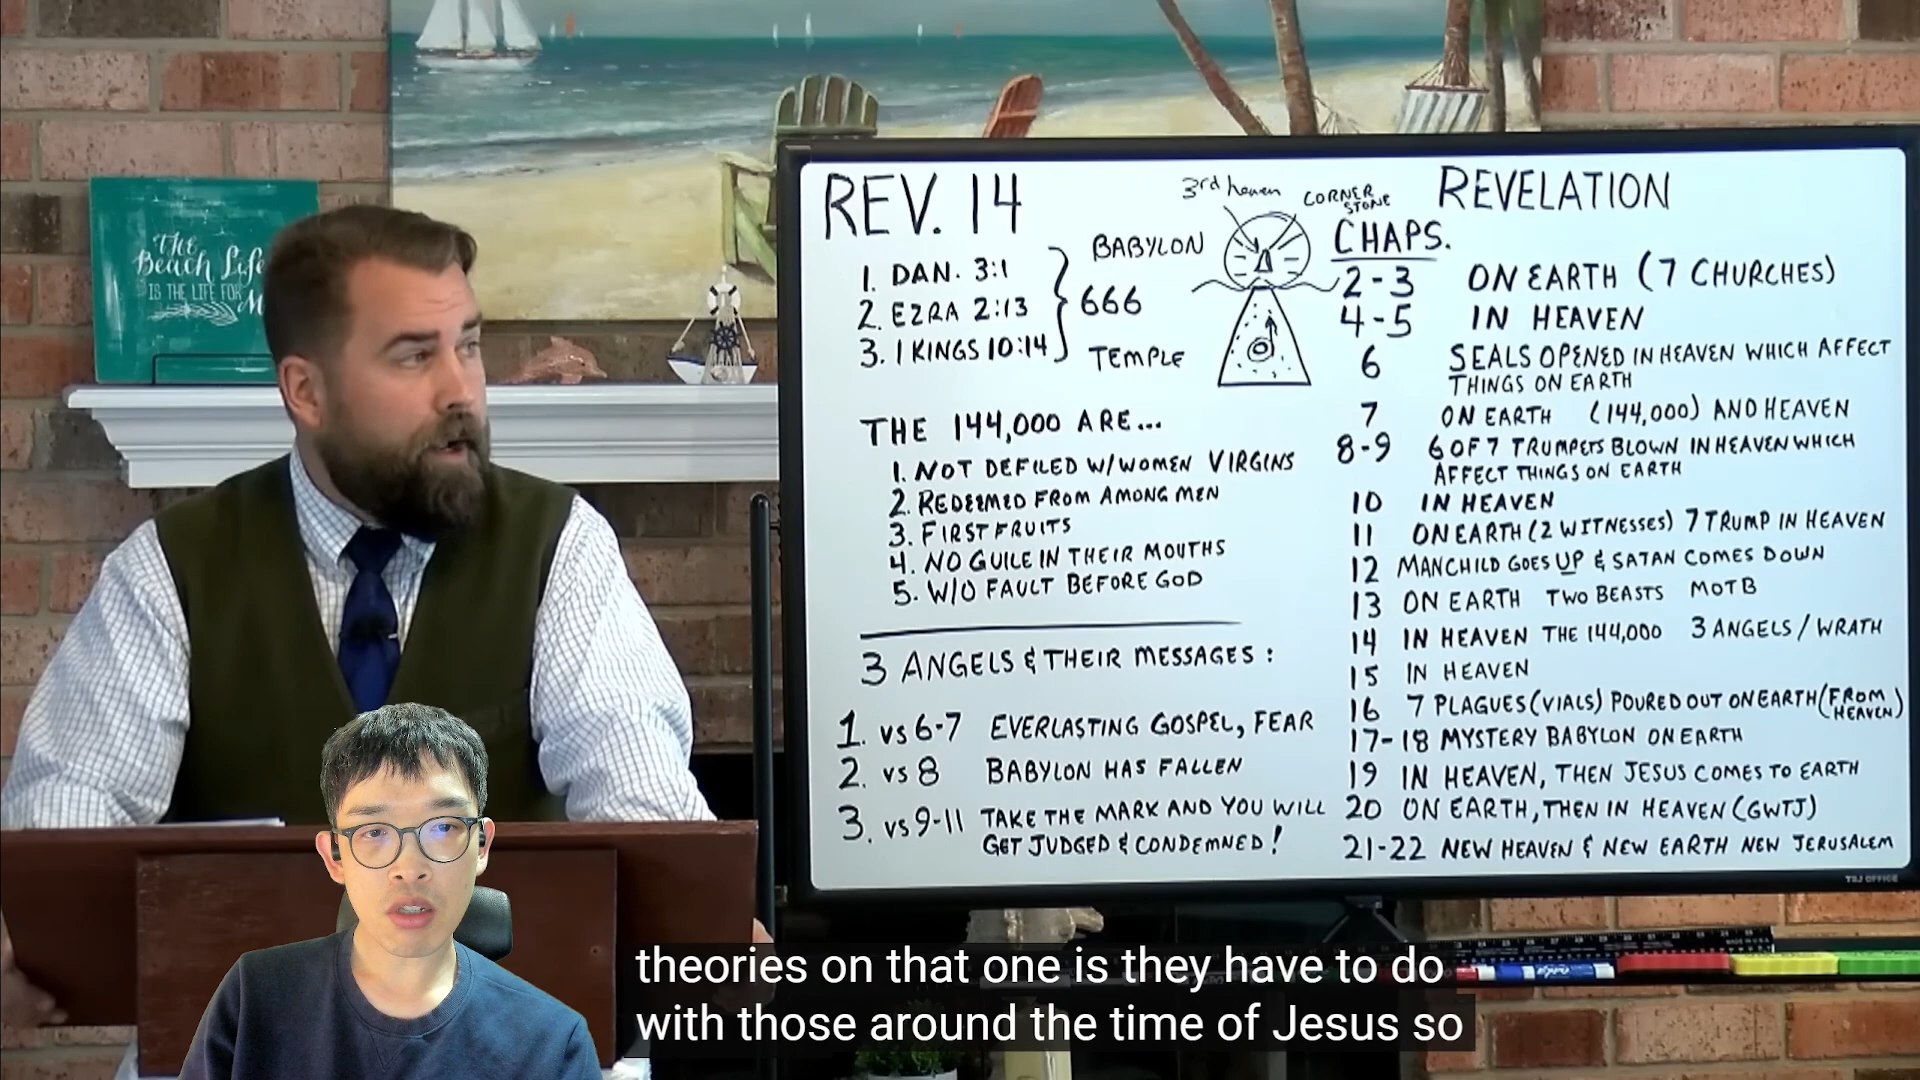 The
Beach Life
IS THE LIFE FOR
REV. 14
1. DAN. 3:1
2. EZRA 2:13
3. 1 KINGS 10:14
BABYLON
666
TEMPLE
3rd heaven
CORNER
STONE
THE 144,000 ARE...
1. NOT DEFILED W/WOMEN VIRGINS
2. REDEEMED FROM AMONG MEN
3. FIRSTFRUITS
4. NO GUILE IN THEIR MOUTHS
5. W/O FAULT BEFORE GOD
3 ANGELS & THEIR MESSAGES:
1. vs 6-7 EVERLASTING GOSPEL, FEAR
2. vs 8 BABYLON HAS FALLEN
3. vs 9-11 TAKE THE MARK AND YOU WILL
GET JUDGED & CONDEMNED!
REVELATION
CHAPS.
2-3 ON EARTH (7 CHURCHES)
4-5 IN HEAVEN
6 SEALS OPENED IN HEAVEN WHICH AFFECT
THINGS ON EARTH
7 ON EARTH (144,000) AND HEAVEN
8-9 6 OF 7 TRUMPETS BLOWN IN HEAVEN WHICH
AFFECT THINGS ON EARTH
10 IN HEAVEN
11 ON EARTH (2 WITNESSES) 7 TRUMP IN HEAVEN
12 MANCHILD GOES UP & SATAN COMES DOWN
13 ON EARTH TWO BEASTS MOTB
14 IN HEAVEN THE 144,000 3 ANGELS/WRATH
15 IN HEAVEN
16 7 PLAGUES (VIALS) POURED OUT ON EARTH (FROM
HEAVEN)
17-18 MYSTERY BABYLON ON EARTH
19 IN HEAVEN, THEN JESUS COMES TO EARTH
20 ON EARTH, THEN IN HEAVEN (GWTJ)
21-22 NEW HEAVEN & NEW EARTH NEW JERUSALEM
theories on that one is they have to do
with those around the time of Jesus so